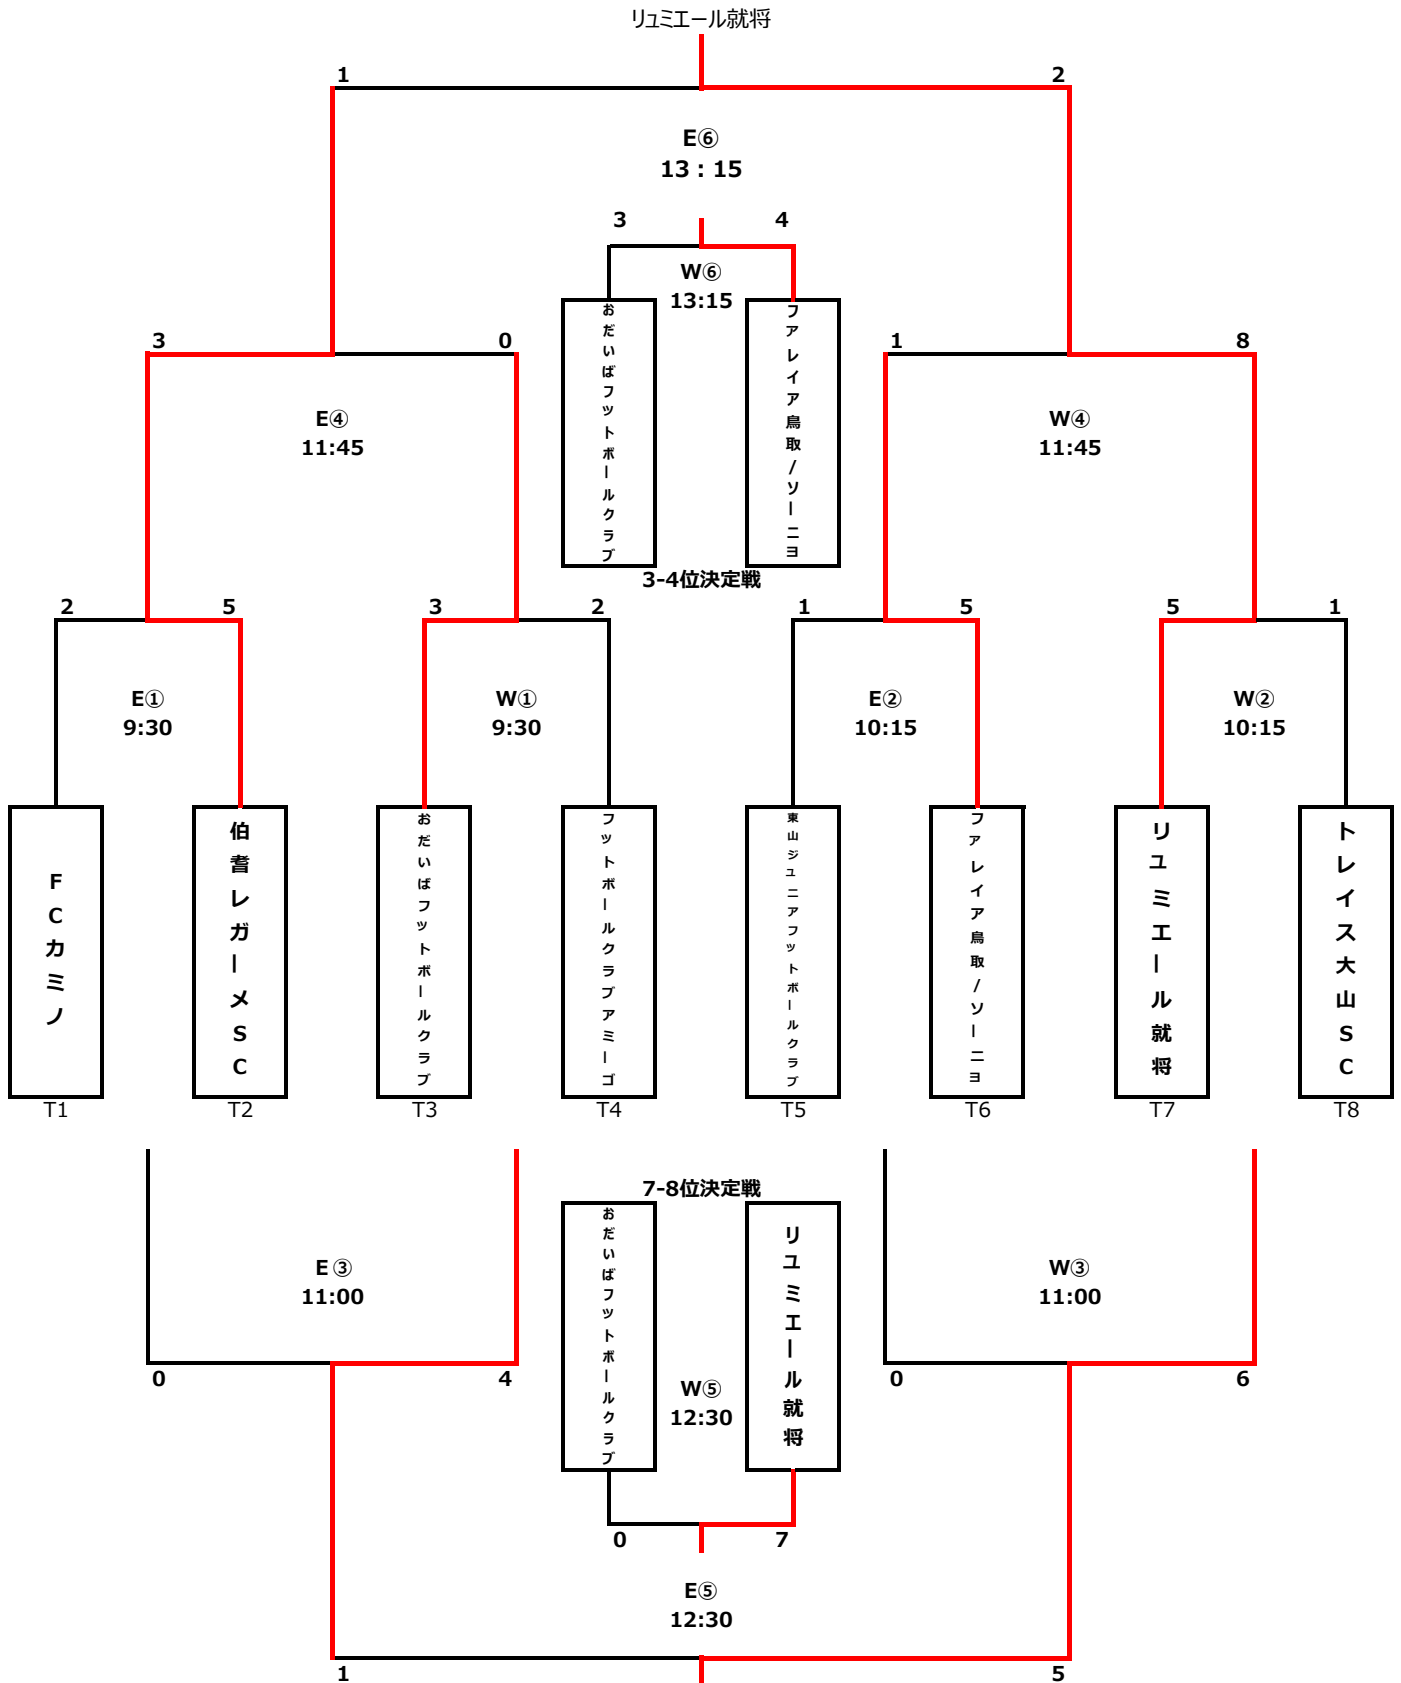 リュミエール就将
1
2
E⑥
13：15
3
4
W⑥
13:15
おだいばフットボールクラブ
ファレイア鳥取/ソーニョ
3-4位決定戦
3
0
1
8
E④
11:45
W④
11:45
2
5
3
2
1
5
5
1
E①
9:30
W①
9:30
E②
10:15
W②
10:15
FCカミノ
伯耆レガーメSC
おだいばフットボールクラブ
フットボールクラブアミーゴ
東山ジュニアフットボールクラブ
ファレイア鳥取/ソーニョ
リュミエール就将
トレイス大山SC
T1
T2
T3
T4
T5
T6
T7
T8
7-8位決定戦
おだいばフットボールクラブ
リュミエール就将
E③
11:00
W③
11:00
0
4
0
6
W⑤
12:30
0
7
E⑤
12:30
1
5